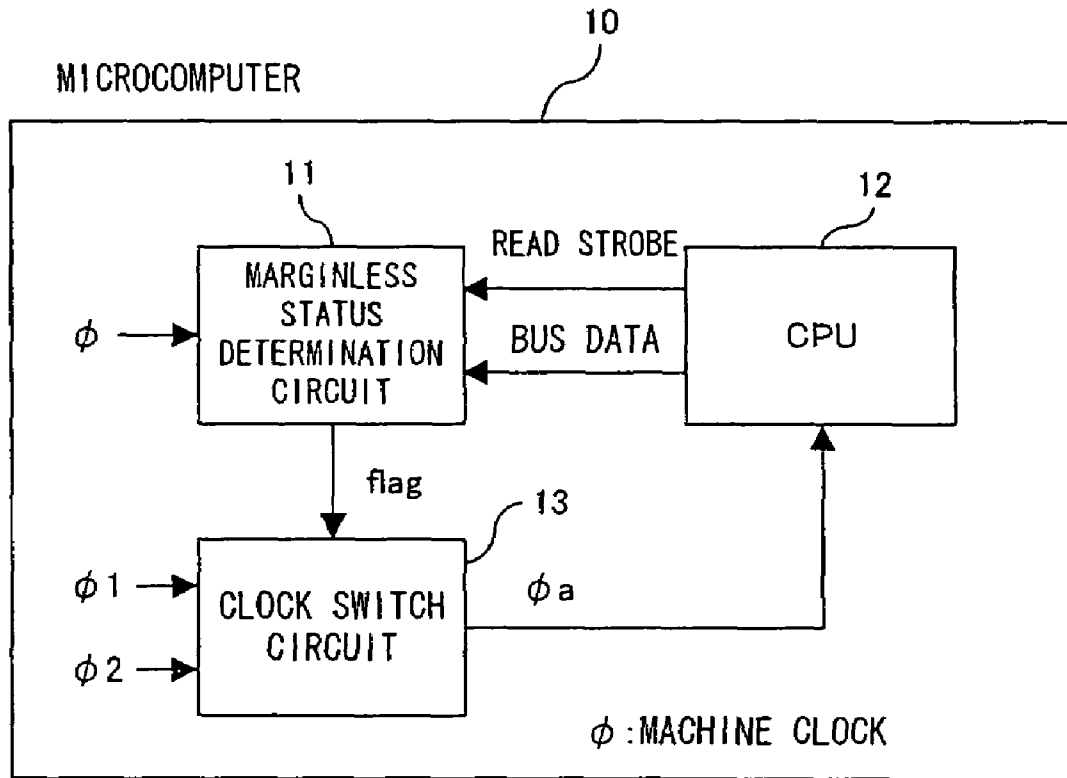 10
MICROCOMPUTER
11
12
MARGINLESS
STATUS
DETERMINATION
CIRCUIT
READ STROBE
BUS DATA
CPU
ϕ
flag
13
ϕ1
ϕ2
CLOCK SWITCH
CIRCUIT
ϕa
ϕ:MACHINE CLOCK